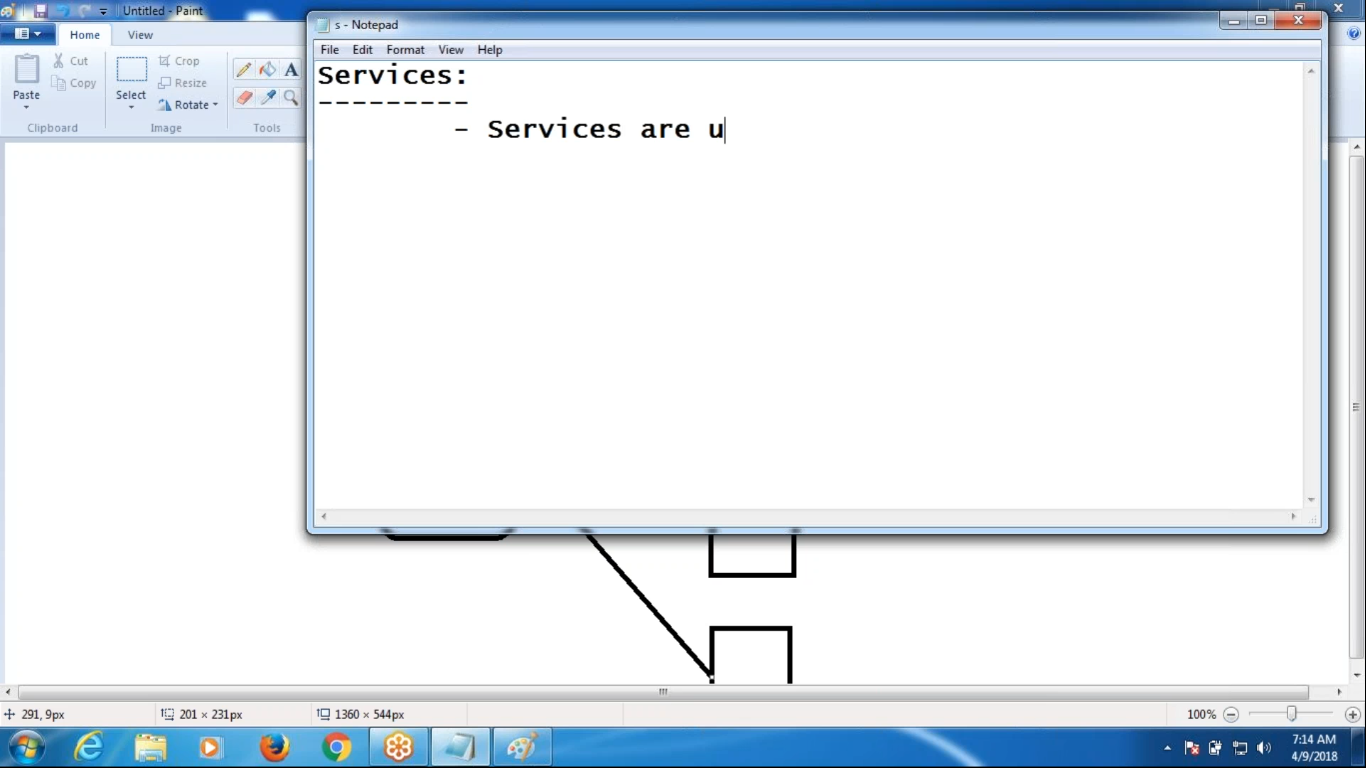 Untitled - Paint
Home
View
Paste
Cut
Copy
Clipboard
Select
Crop
Resize
Rotate
Image
A
Tools
s - Notepad
File Edit Format View Help
Services:
---------
- Services are u
291, 9px
201 × 231px
1360 × 544px
100%
7:14 AM
4/9/2018